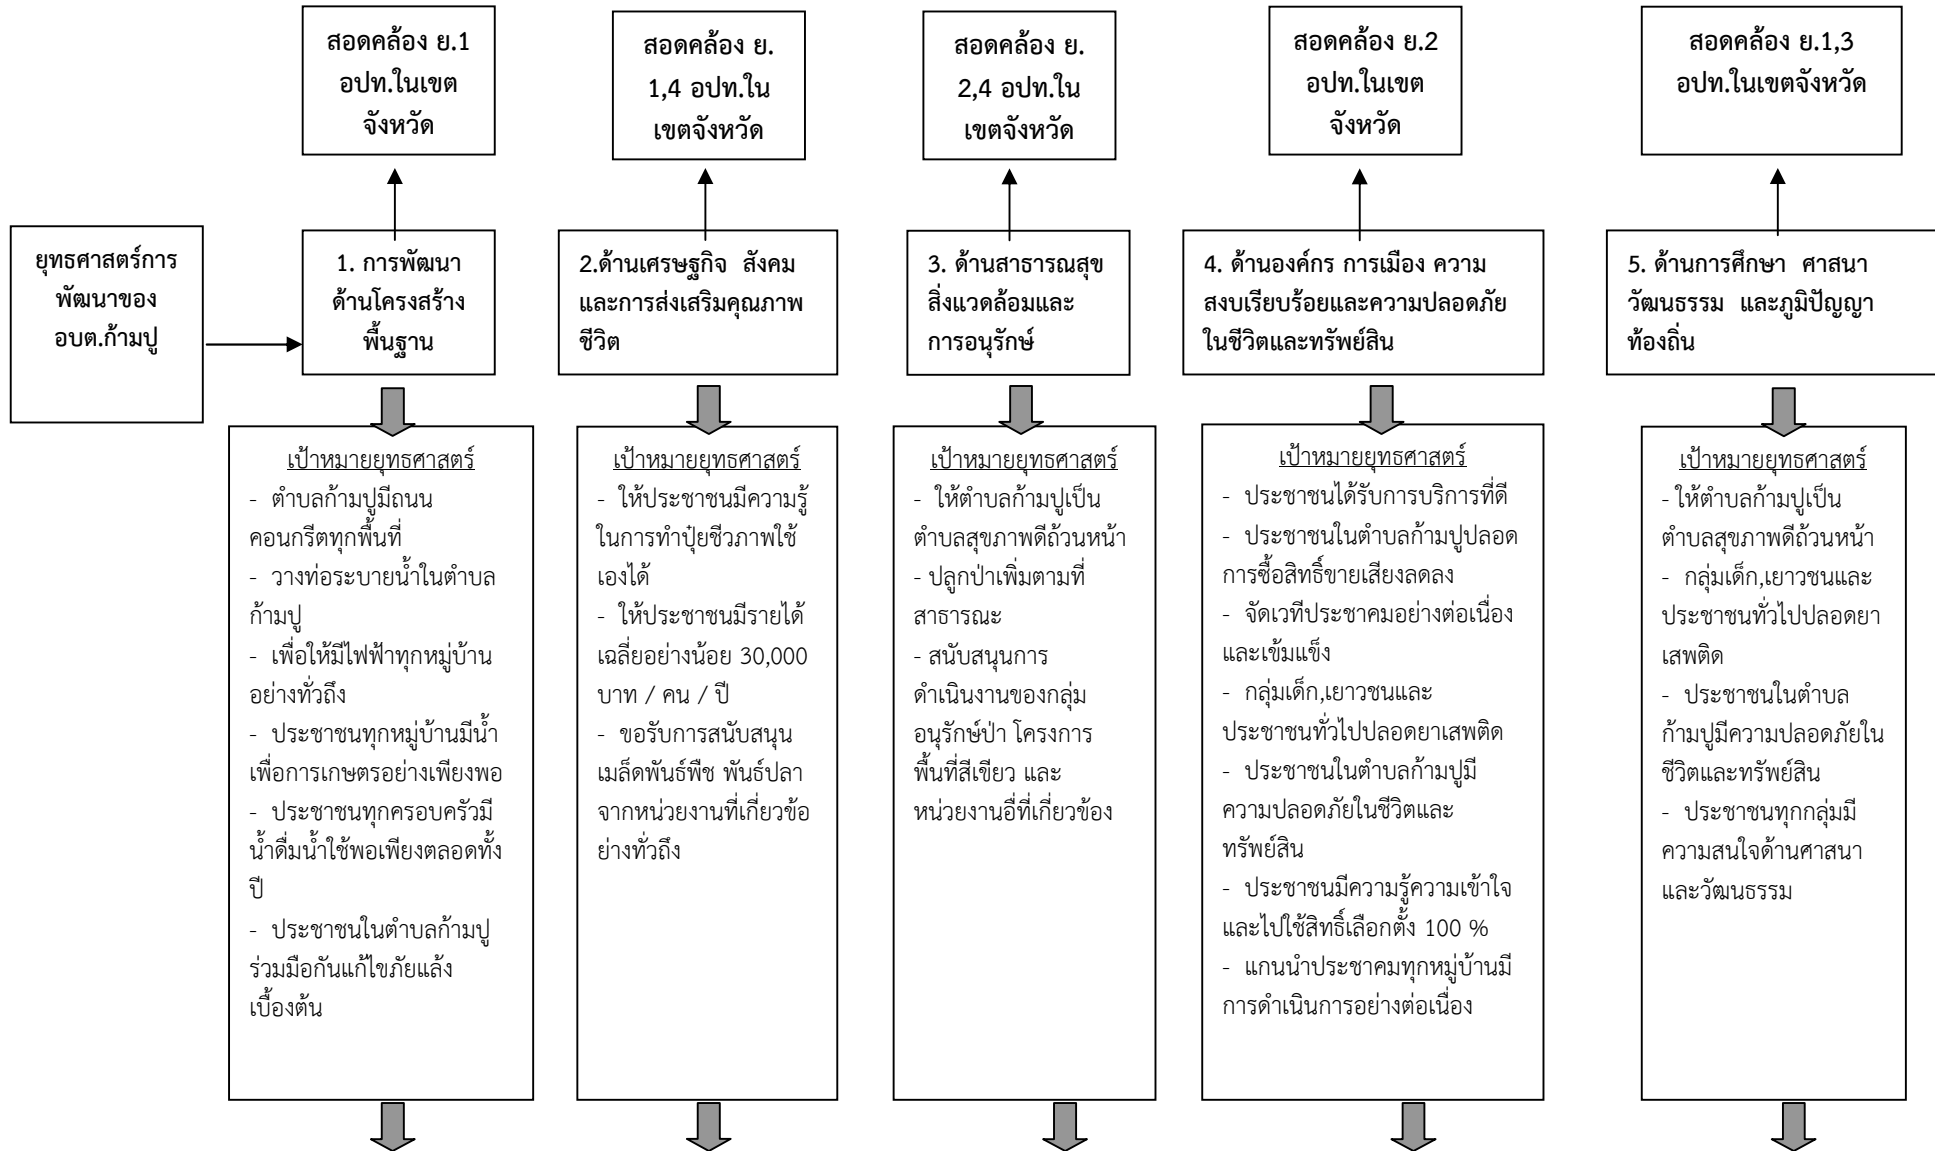 สอดคล้อง ย.1
อปท.ในเขต
จังหวัด
สอดคล้อง ย.
1,4 อปท.ใน
เขตจังหวัด
สอดคล้อง ย.
2,4 อปท.ใน
เขตจังหวัด
สอดคล้อง ย.2
อปท.ในเขต
จังหวัด
สอดคล้อง ย.1,3
อปท.ในเขตจังหวัด
ยุทธศาสตร์การ
พัฒนาของ
อบต.ก้ามปู
1. การพัฒนา
ด้านโครงสร้าง
พื้นฐาน
2.ด้านเศรษฐกิจ สังคม
และการส่งเสริมคุณภาพ
ชีวิต
3. ด้านสาธารณสุข
สิ่งแวดล้อมและ
การอนุรักษ์
4. ด้านองค์กร การเมือง ความ
สงบเรียบร้อยและความปลอดภัย
ในชีวิตและทรัพย์สิน
5. ด้านการศึกษา ศาสนา
วัฒนธรรม และภูมิปัญญา
ท้องถิ่น
เป้าหมายยุทธศาสตร์
- ตำบลก้ามปูมีถนน
คอนกรีตทุกพื้นที่
- วางท่อระบายน้ำในตำบล
ก้ามปู
- เพื่อให้มีไฟฟ้าทุกหมู่บ้าน
อย่างทั่วถึง
- ประชาชนทุกหมู่บ้านมีน้ำ
เพื่อการเกษตรอย่างเพียงพอ
- ประชาชนทุกครอบครัวมี
น้ำดื่มน้ำใช้พอเพียงตลอดทั้ง
ปี
- ประชาชนในตำบลก้ามปู
ร่วมมือกันแก้ไขภัยแล้ง
เบื้องต้น
เป้าหมายยุทธศาสตร์
- ให้ประชาชนมีความรู้
ในการทำปุ๋ยชีวภาพใช้
เองได้
- ให้ประชาชนมีรายได้
เฉลี่ยอย่างน้อย 30,000
บาท / คน / ปี
- ขอรับการสนับสนุน
เมล็ดพันธ์พืช พันธ์ปลา
จากหน่วยงานที่เกี่ยวข้อ
ย่างทั่วถึง
เป้าหมายยุทธศาสตร์
- ให้ตำบลก้ามปูเป็น
ตำบลสุขภาพดีถ้วนหน้า
- ปลูกป่าเพิ่มตามที่
สาธารณะ
- สนับสนุนการ
ดำเนินงานของกลุ่ม
อนุรักษ์ป่า โครงการ
พื้นที่สีเขียว และ
หน่วยงานอื่ที่เกี่ยวข้อง
เป้าหมายยุทธศาสตร์
- ประชาชนได้รับการบริการที่ดี
- ประชาชนในตำบลก้ามปูปลอด
การซื้อสิทธิ์ขายเสียงลดลง
- จัดเวทีประชาคมอย่างต่อเนื่อง
และเข้มแข็ง
- กลุ่มเด็ก,เยาวชนและ
ประชาชนทั่วไปปลอดยาเสพติด
- ประชาชนในตำบลก้ามปูมี
ความปลอดภัยในชีวิตและ
ทรัพย์สิน
- ประชาชนมีความรู้ความเข้าใจ
และไปใช้สิทธิ์เลือกตั้ง 100 %
- แกนนำประชาคมทุกหมู่บ้านมี
การดำเนินการอย่างต่อเนื่อง
เป้าหมายยุทธศาสตร์
- ให้ตำบลก้ามปูเป็น
ตำบลสุขภาพดีถ้วนหน้า
- กลุ่มเด็ก,เยาวชนและ
ประชาชนทั่วไปปลอดยา
เสพติด
- ประชาชนในตำบล
ก้ามปูมีความปลอดภัยใน
ชีวิตและทรัพย์สิน
- ประชาชนทุกกลุ่มมี
ความสนใจด้านศาสนา
และวัฒนธรรม